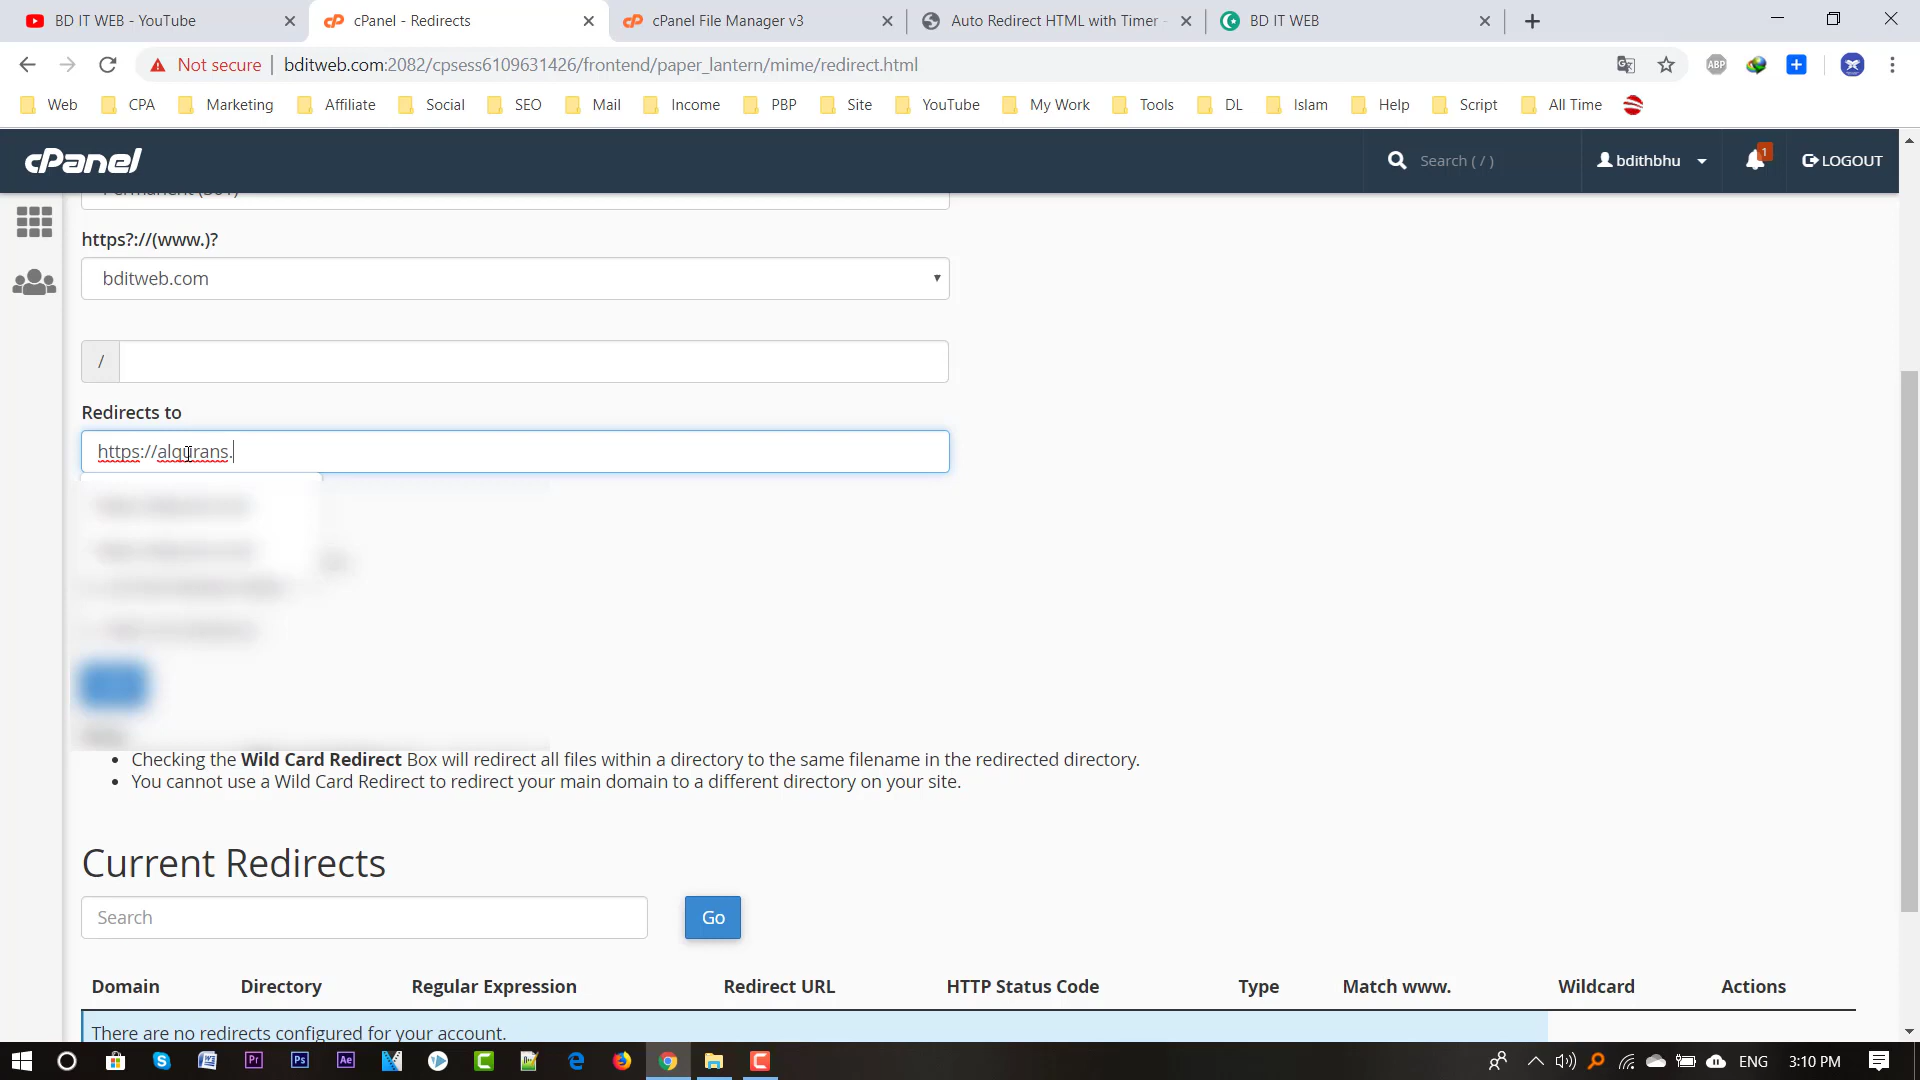 BD IT WEB - YouTube
cPanel - Redirects
cPanel File Manager v3
Auto Redirect HTML with Timer -
BD IT WEB
Not secure
bditweb.com:2082/cpsess6109631426/frontend/paper_lantern/mime/redirect.html
ABP
Web
CPA
Marketing
Affiliate
Social
SEO
Mail
Income
PBP
Site
YouTube
My Work
Tools
DL
Islam
Help
Script
All Time
cPanel
Search ( / )
bdithbhu
1
LOGOUT
Permanent (301)
https?://(www.)?
bditweb.com
/
Redirects to
https://alqurans.
Checking the Wild Card Redirect Box will redirect all files within a directory to the same filename in the redirected directory.
You cannot use a Wild Card Redirect to redirect your main domain to a different directory on your site.
Current Redirects
Search
Go
Domain
Directory
Regular Expression
Redirect URL
HTTP Status Code
Type
Match www.
Wildcard
Actions
There are no redirects configured for your account.
ENG
3:10 PM